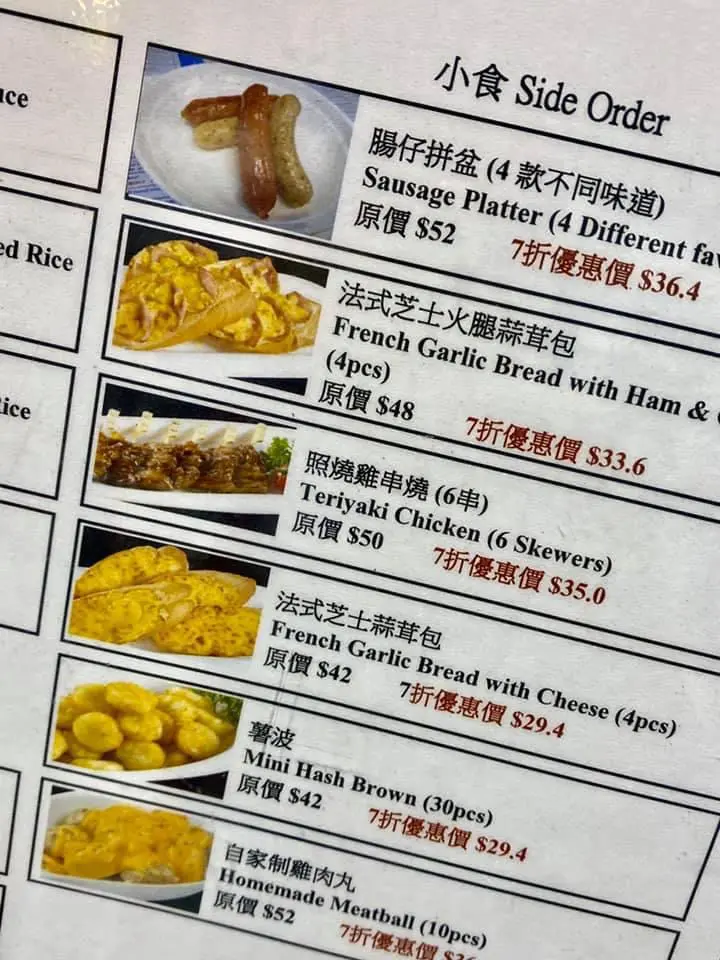 小食 Side Order
腸仔拼盆 (4 款不同味道)
Sausage Platter (4 Different
原價 $52 7折優惠價 $36.4
法式芝士火腿蒜茸包
French Garlic Bread with Ham &
(4pcs)
原價 $48 7折優惠價 $33.6
照燒雞串燒 (6串)
Teriyaki Chicken (6 Skewers)
原價 $50 7折優惠價 $35.0
法式芝士蒜茸包
French Garlic Bread with Cheese (4pcs)
原價 $42 7折優惠價 $29.4
薯波
Mini Hash Brown (30pcs)
原價 $42 7折優惠價 $29.4
自家制雞肉丸
Homemade Meatball (10pcs)
原價 $52 7折優惠價
Rice